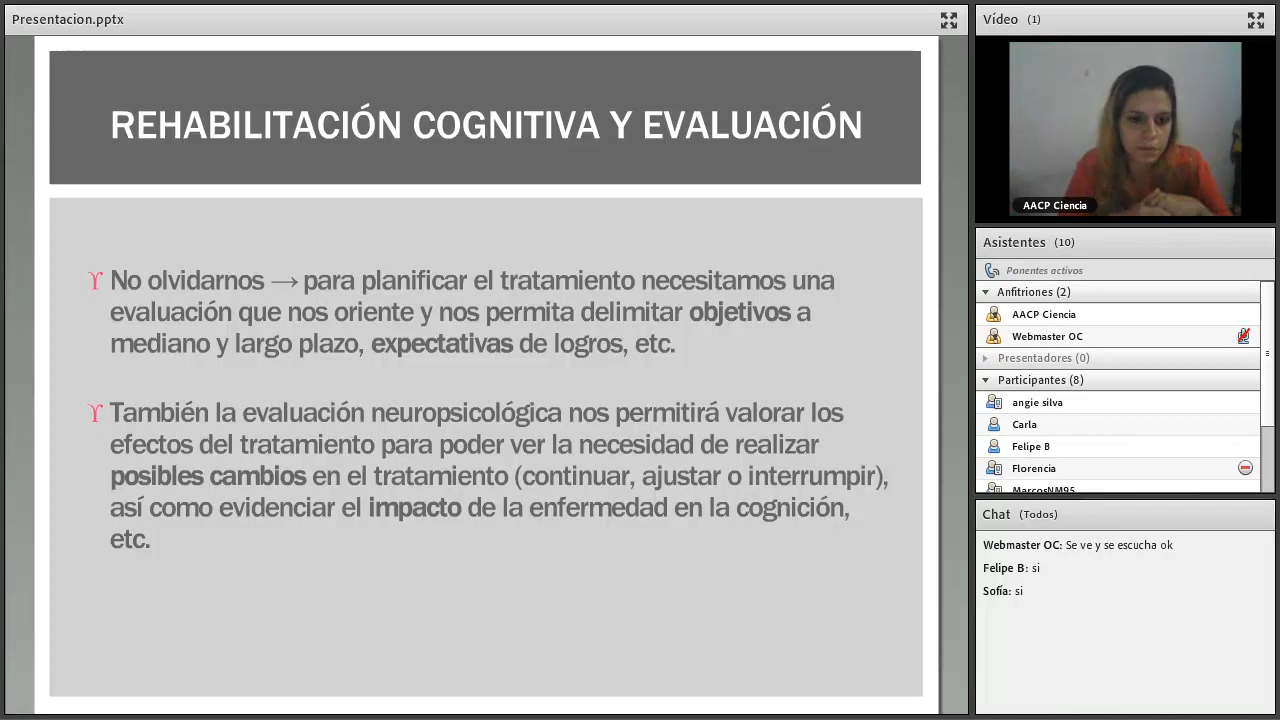 Presentacion.pptx
REHABILITACIÓN COGNITIVA Y EVALUACIÓN
No olvidarnos → para planificar el tratamiento necesitamos una
evaluación que nos oriente y nos permita delimitar objetivos a
mediano y largo plazo, expectativas de logros, etc.
También la evaluación neuropsicológica nos permitirá valorar los
efectos del tratamiento para poder ver la necesidad de realizar
posibles cambios en el tratamiento (continuar, ajustar o interrumpir),
así como evidenciar el impacto de la enfermedad en la cognición,
etc.
Vídeo (1)
AACP Ciencia
Asistentes (10)
Ponentes activos
Anfitriones (2)
AACP Ciencia
Webmaster OC
Presentadores (0)
Participantes (8)
angie silva
Carla
Felipe B
Florencia
MarcosNM95
Chat (Todos)
Webmaster OC: Se ve y se escucha ok
Felipe B: si
Sofía: si